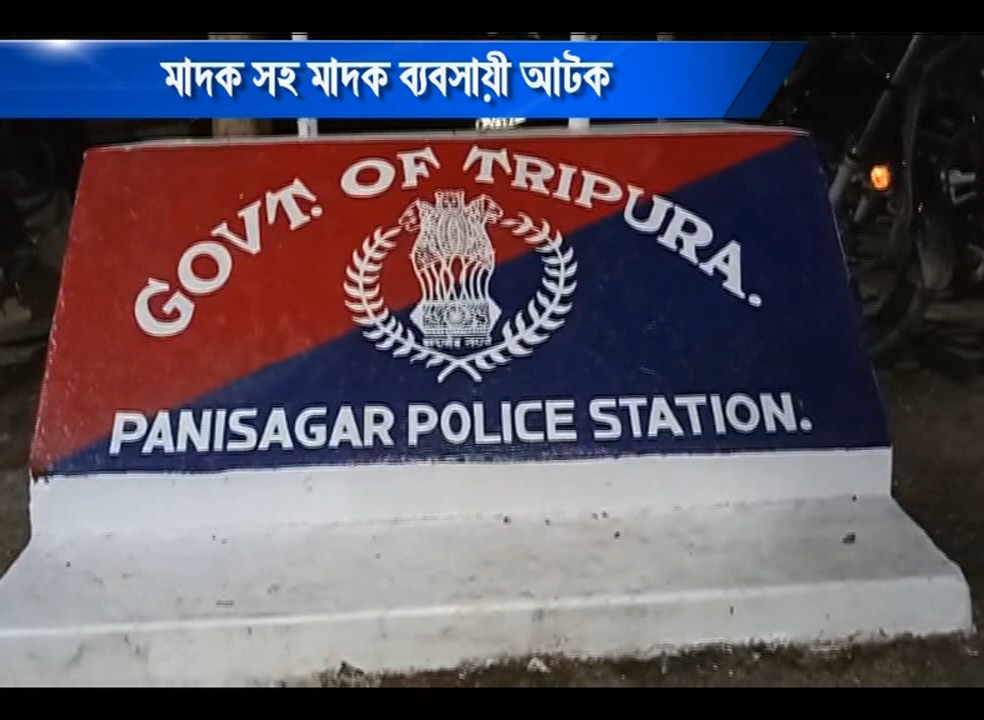 মাদক সহ মাদক ব্যবসায়ী আটক
GOVT. OF TRIPURA.
PANISAGAR POLICE STATION.